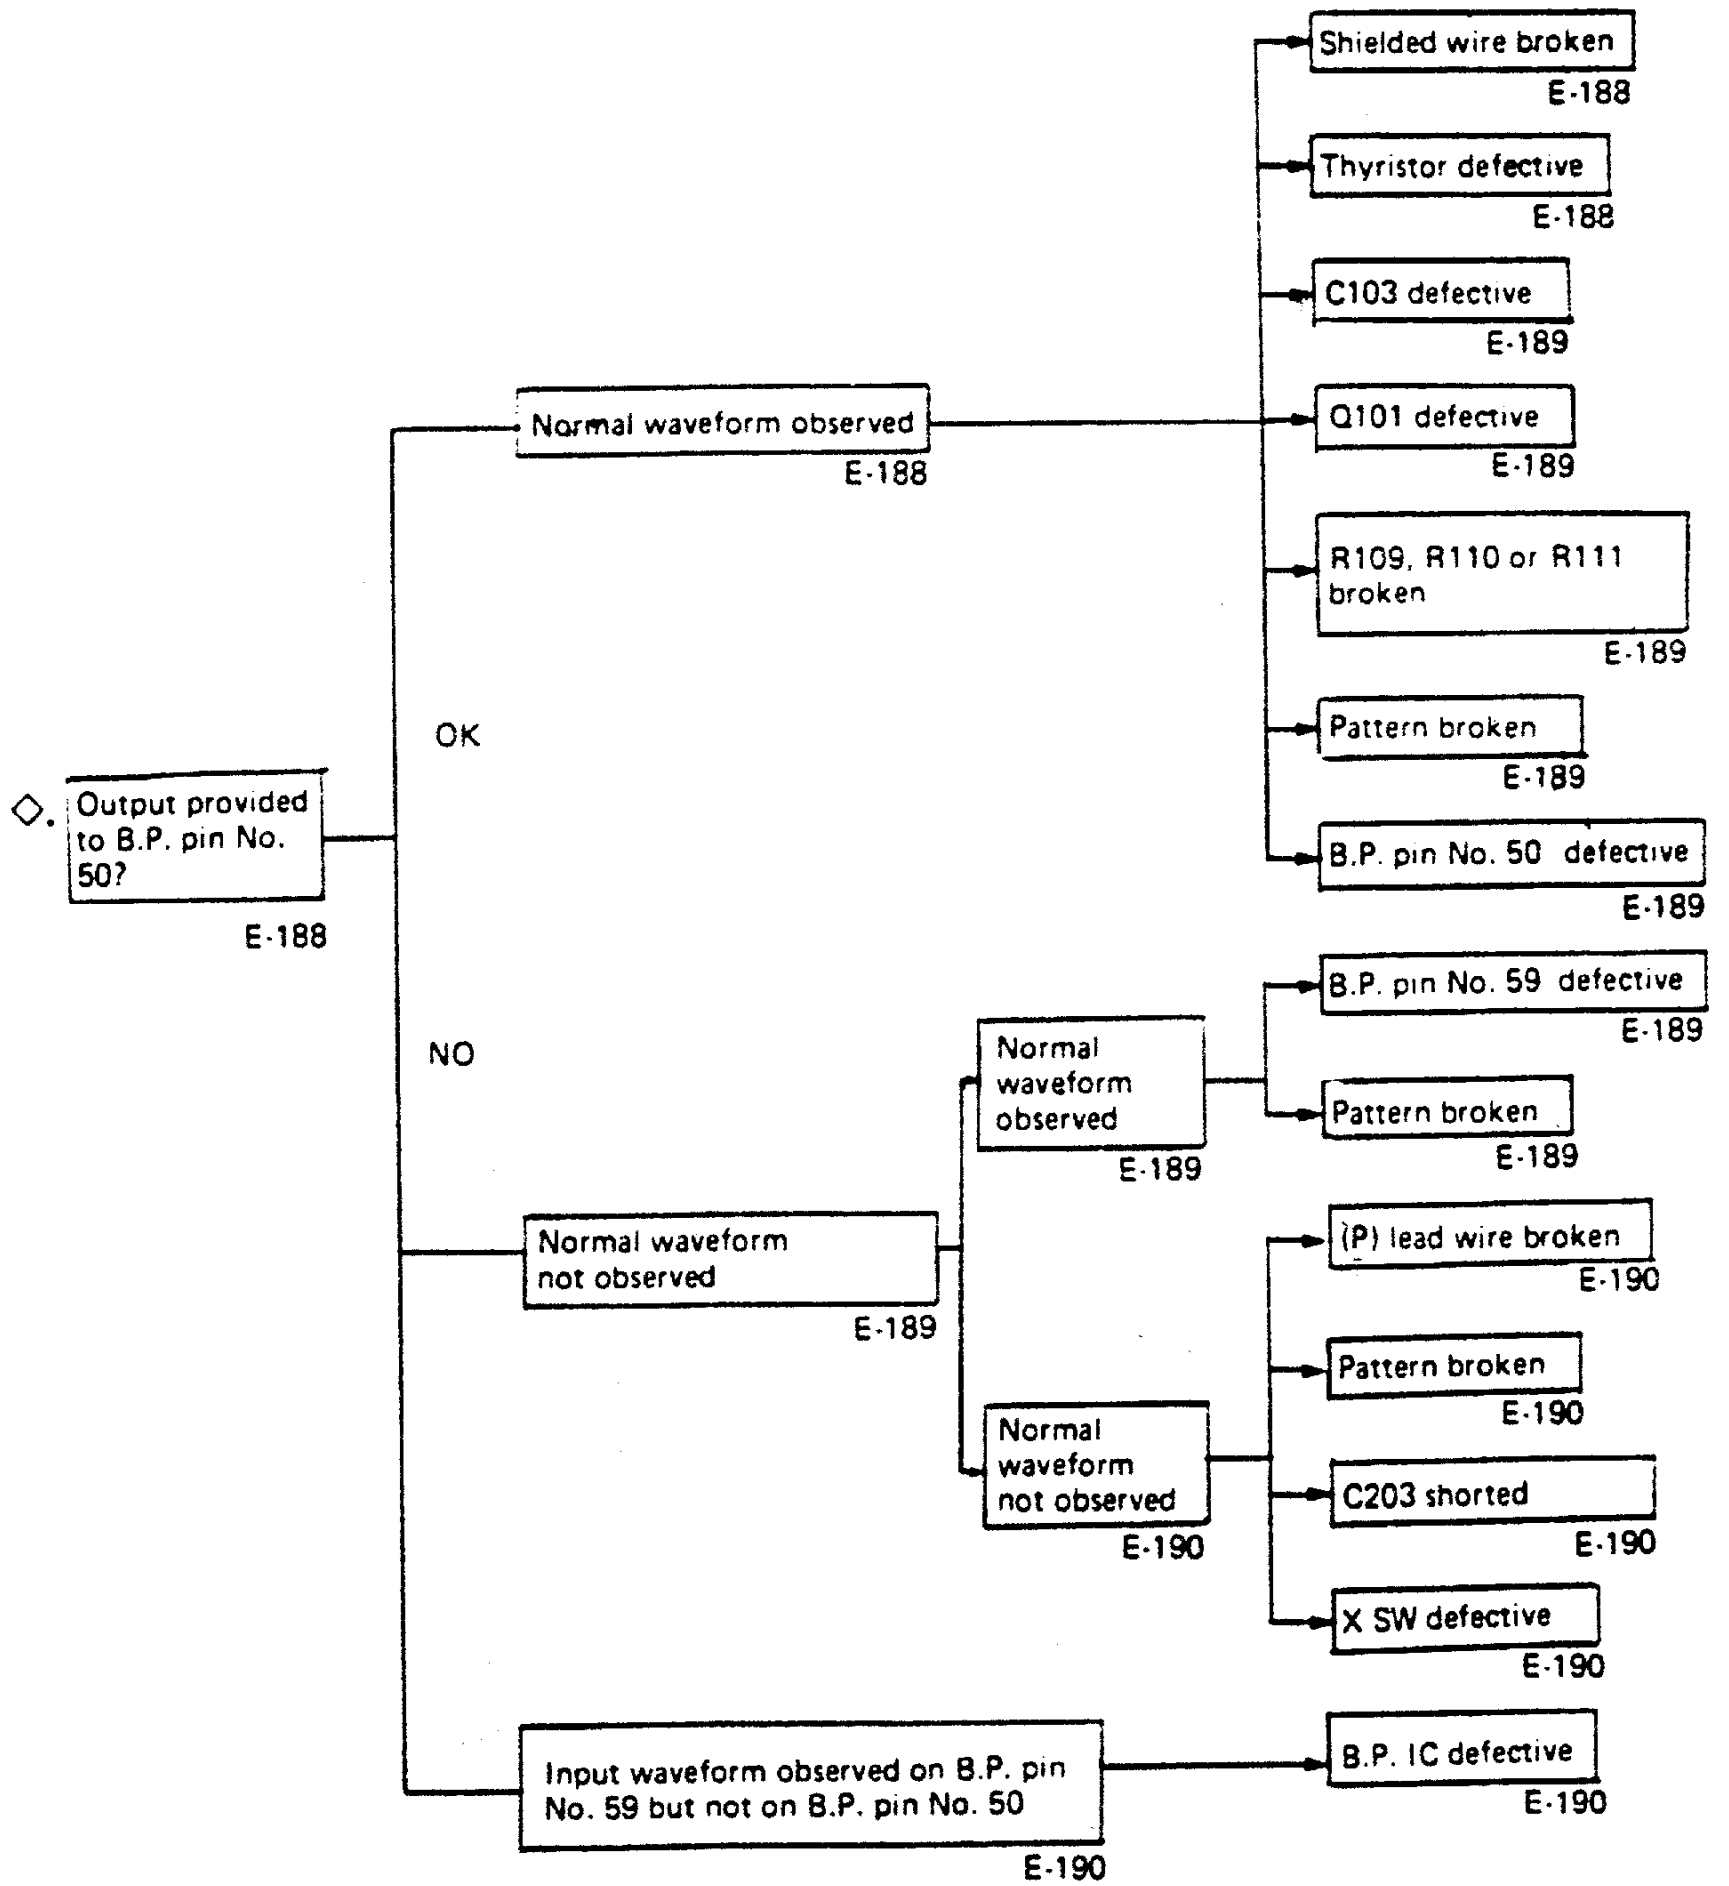 Shielded wire broken
E-188
Thyristor defective
E-188
C103 defective
E-189
Normal waveform observed
E-188
Q101 defective
E-189
R109, R110 or R111
broken
E-189
OK
Pattern broken
E-189
Output provided
to B.P. pin No.
50?
E-188
B.P. pin No. 50 defective
E-189
NO
B.P. pin No. 59 defective
E-189
Normal
waveform
observed
E-189
Pattern broken
E-189
Normal waveform
not observed
E-189
(P) lead wire broken
E-190
Pattern broken
E-190
Normal
waveform
not observed
E-190
C203 shorted
E-190
X SW defective
E-190
Input waveform observed on B.P. pin
No. 59 but not on B.P. pin No. 50
E-190
B.P. IC defective
E-190